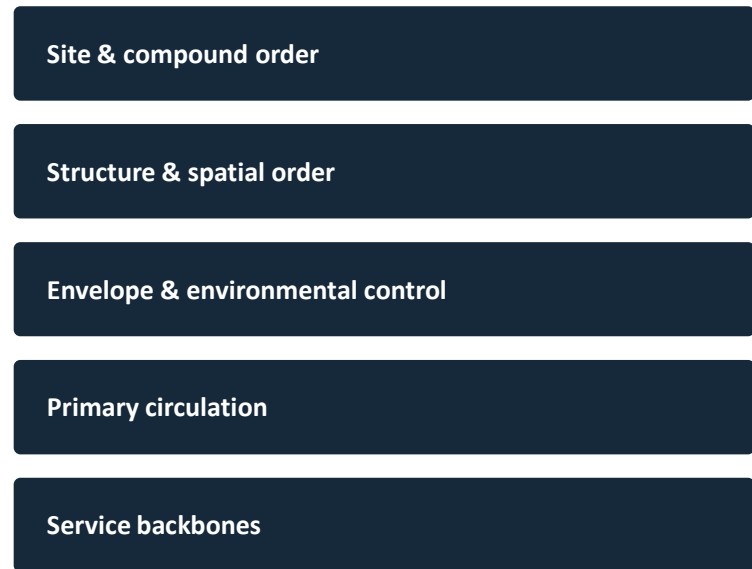 Site & compound order
Structure & spatial order
Envelope & environmental control
Primary circulation
Service backbones